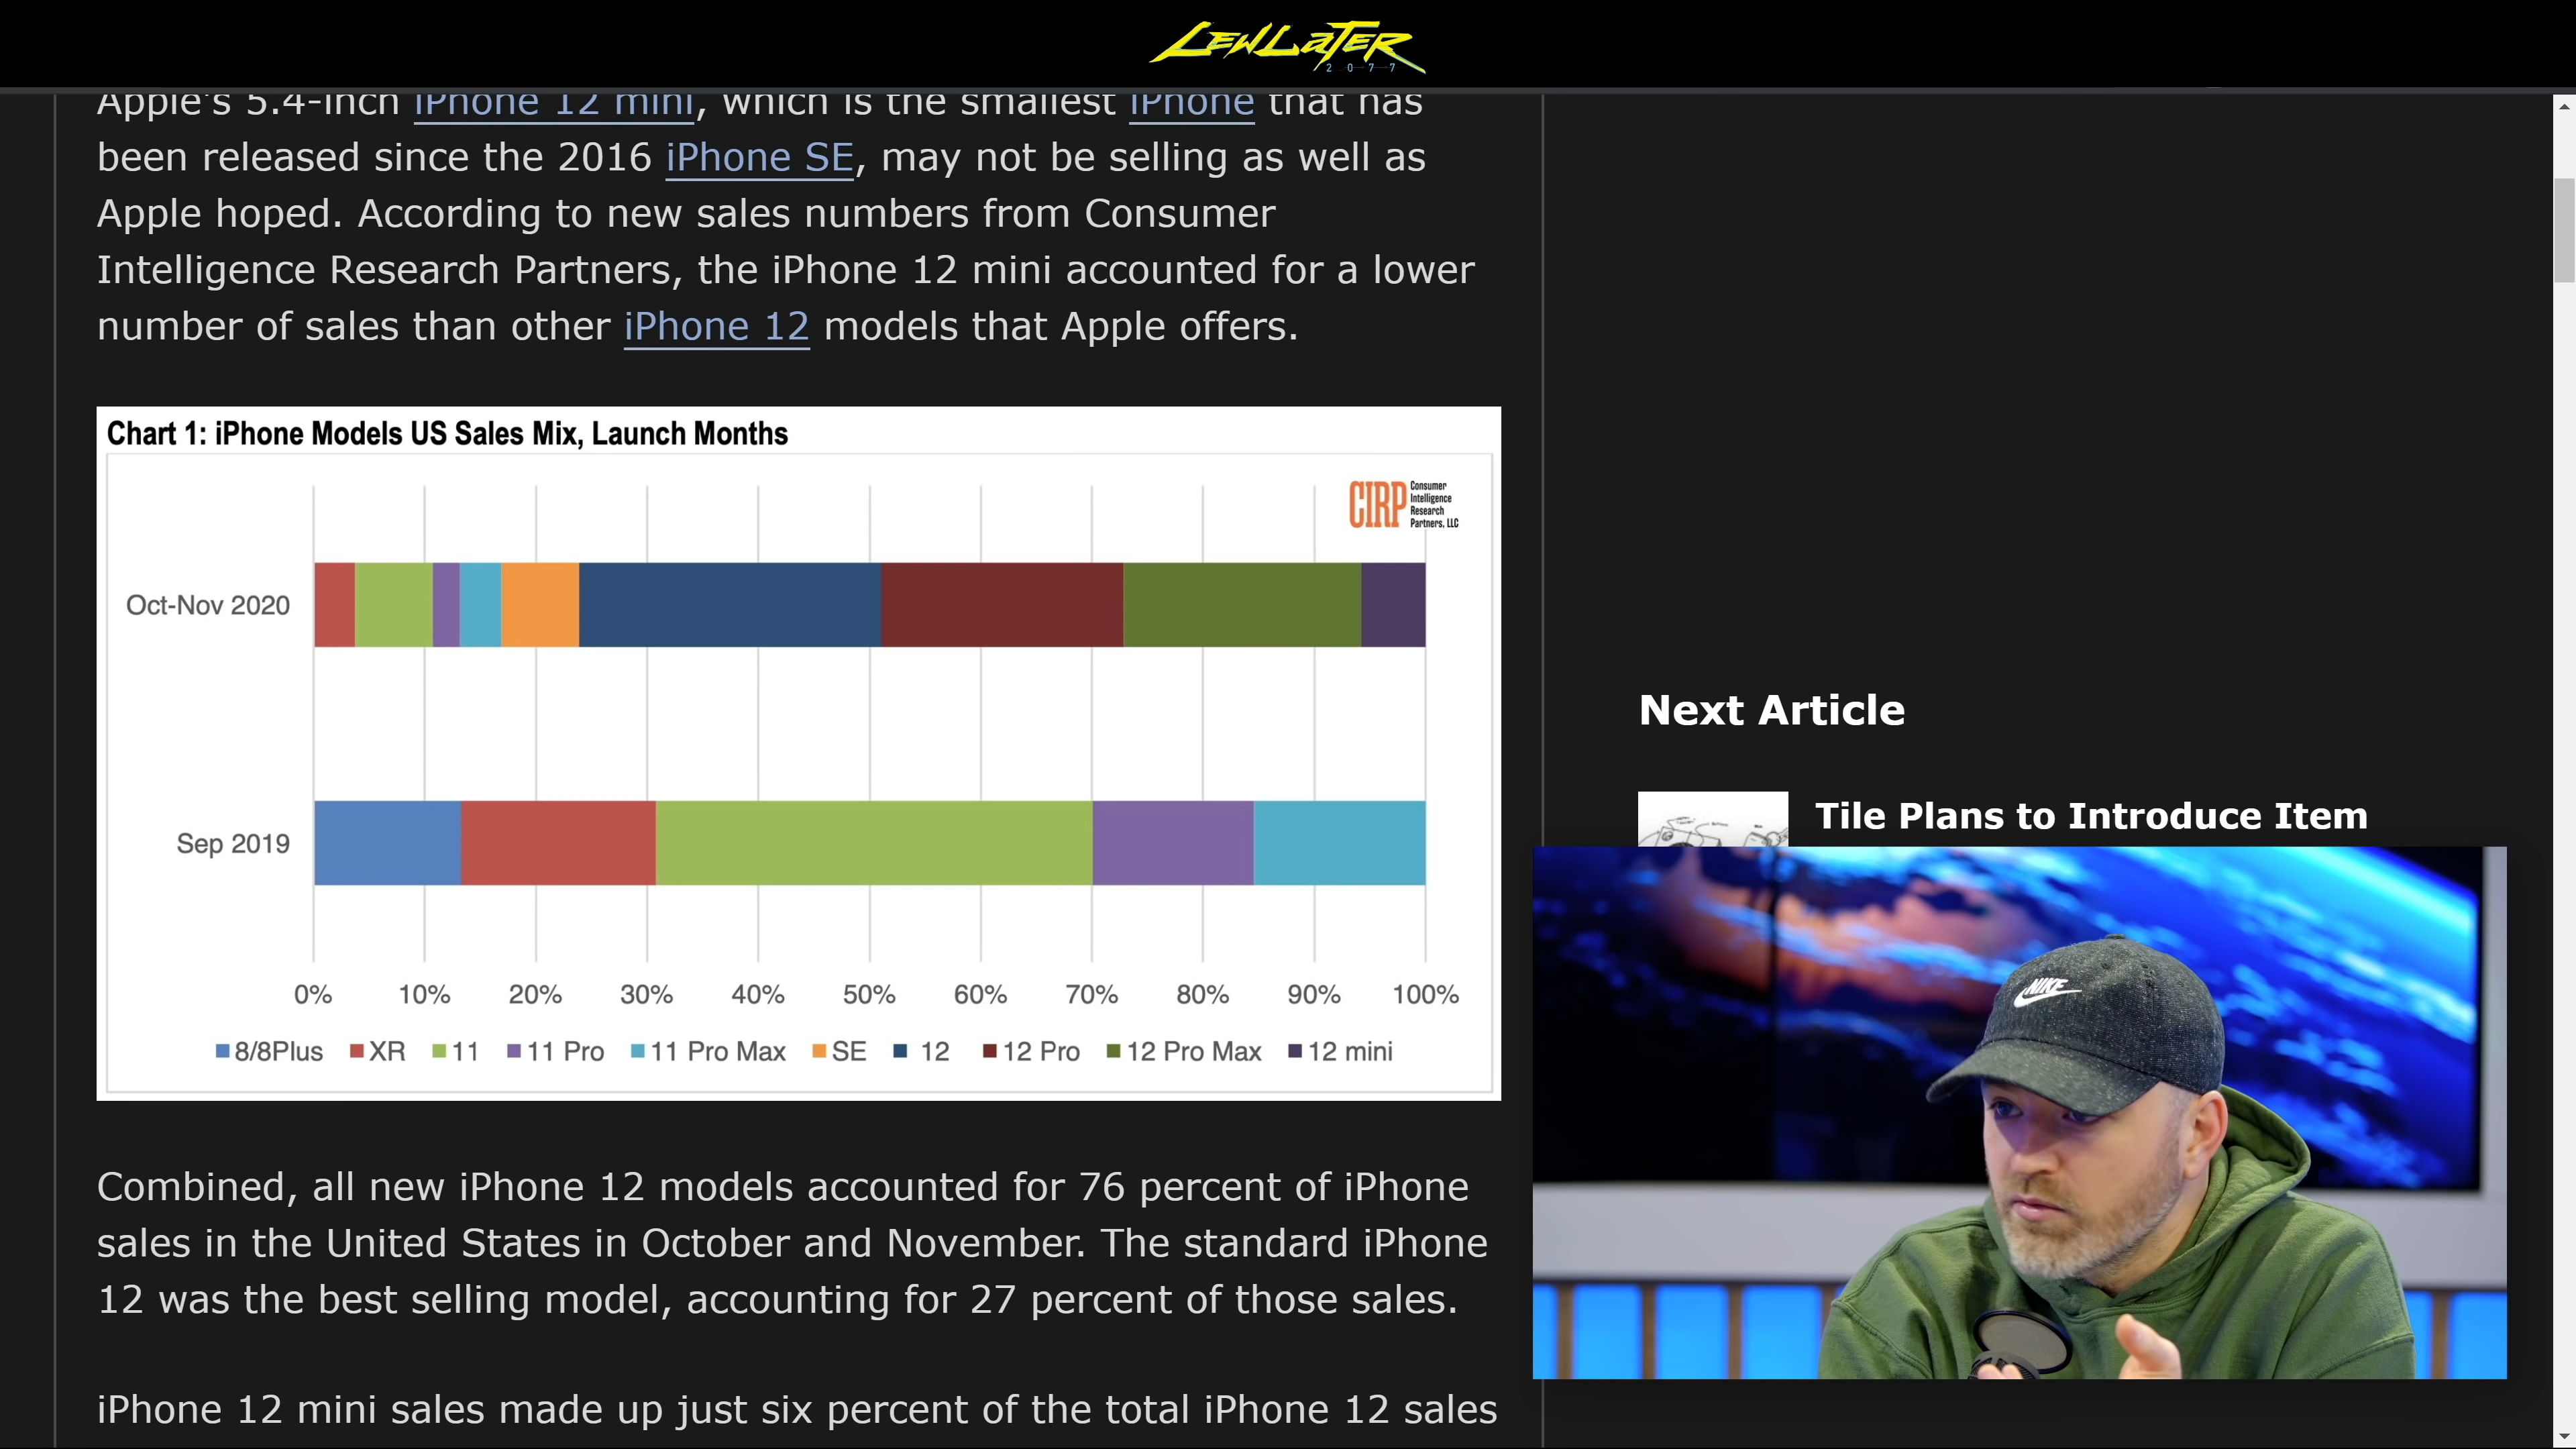 LEWLATER
2077
Apple's 5.4-inch iPhone 12 mini, which is the smallest iPhone that has
been released since the 2016 iPhone SE, may not be selling as well as
Apple hoped. According to new sales numbers from Consumer
Intelligence Research Partners, the iPhone 12 mini accounted for a lower
number of sales than other iPhone 12 models that Apple offers.
Chart 1: iPhone Models US Sales Mix, Launch Months
CIRP
Consumer
Intelligence
Research
Partners, LLC
Oct-Nov 2020
Sep 2019
0% 10% 20% 30% 40% 50% 60% 70% 80% 90% 100%
8/8Plus XR 11 11 Pro 11 Pro Max SE 12 12 Pro 12 Pro Max 12 mini
Combined, all new iPhone 12 models accounted for 76 percent of iPhone
sales in the United States in October and November. The standard iPhone
12 was the best selling model, accounting for 27 percent of those sales.
iPhone 12 mini sales made up just six percent of the total iPhone 12 sales
Next Article
Tile Plans to Introduce Item
NIKE